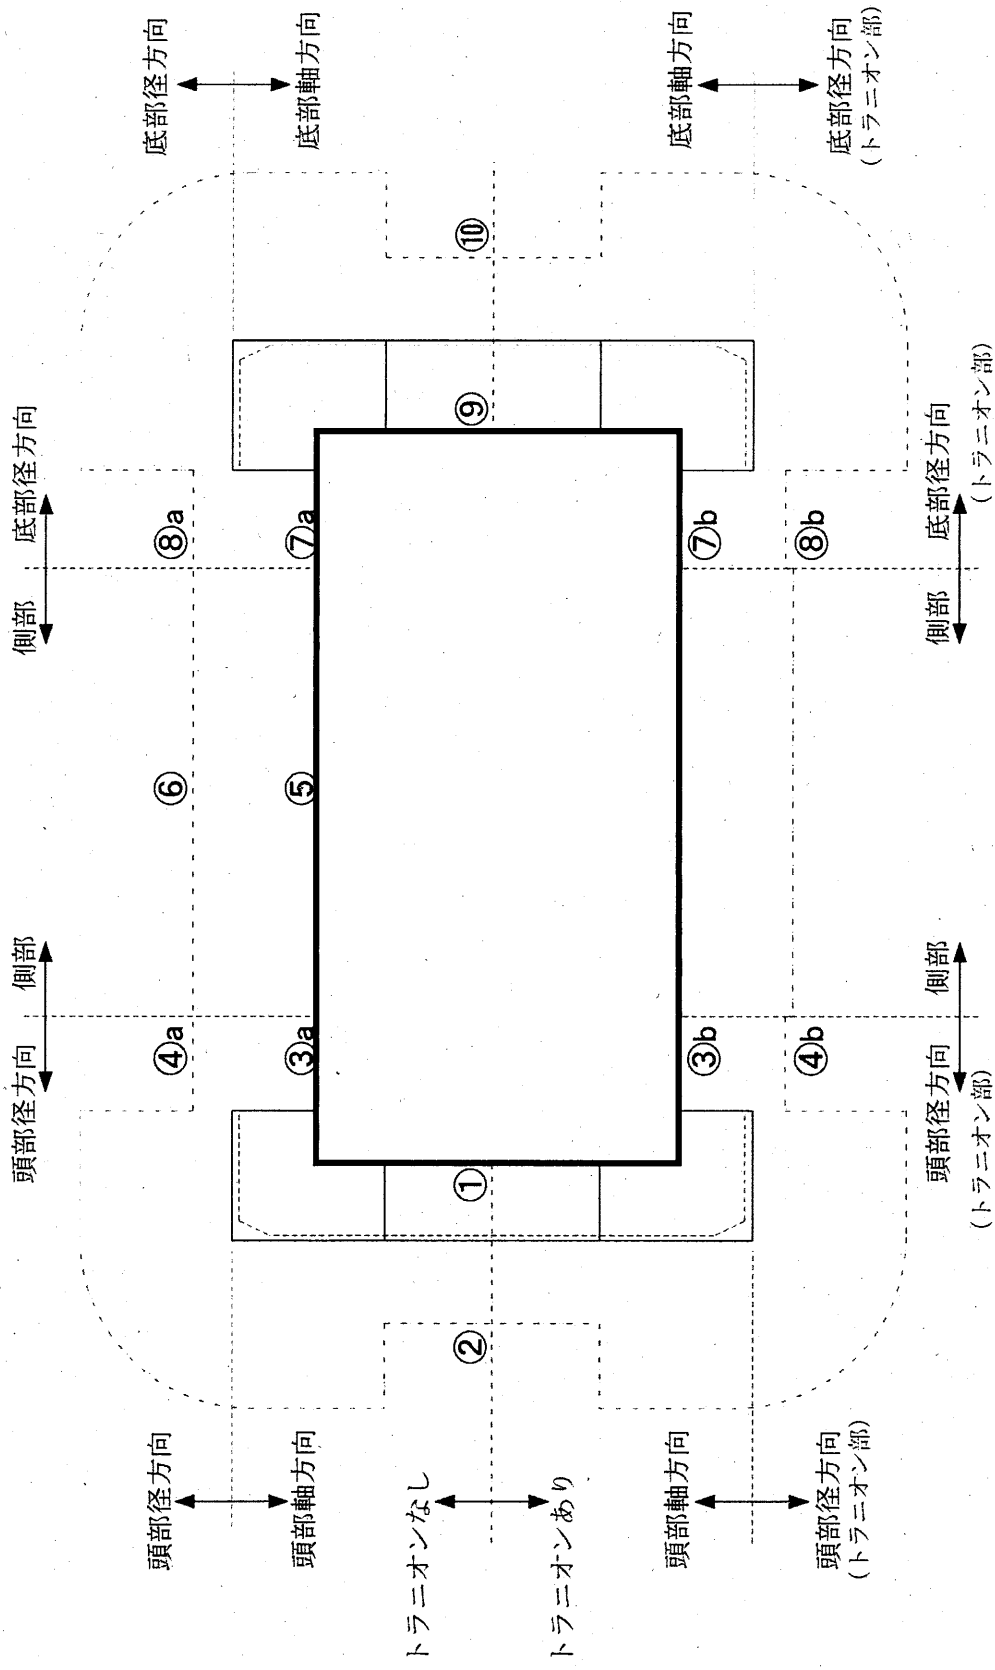 頭部径方向
側部
側部
底部径方向
頭部径方向
底部径方向
④a
⑥
⑧a
頭部軸方向
③a
⑤
⑦a
底部軸方向
トラニオンなし
②
①
⑨
⑩
トラニオンあり
頭部軸方向
③b
⑦b
底部軸方向
④b
⑧b
頭部径方向
(トラニオン部)
底部径方向
(トラニオン部)
頭部径方向
(トラニオン部)
側部
側部
底部径方向
(トラニオン部)